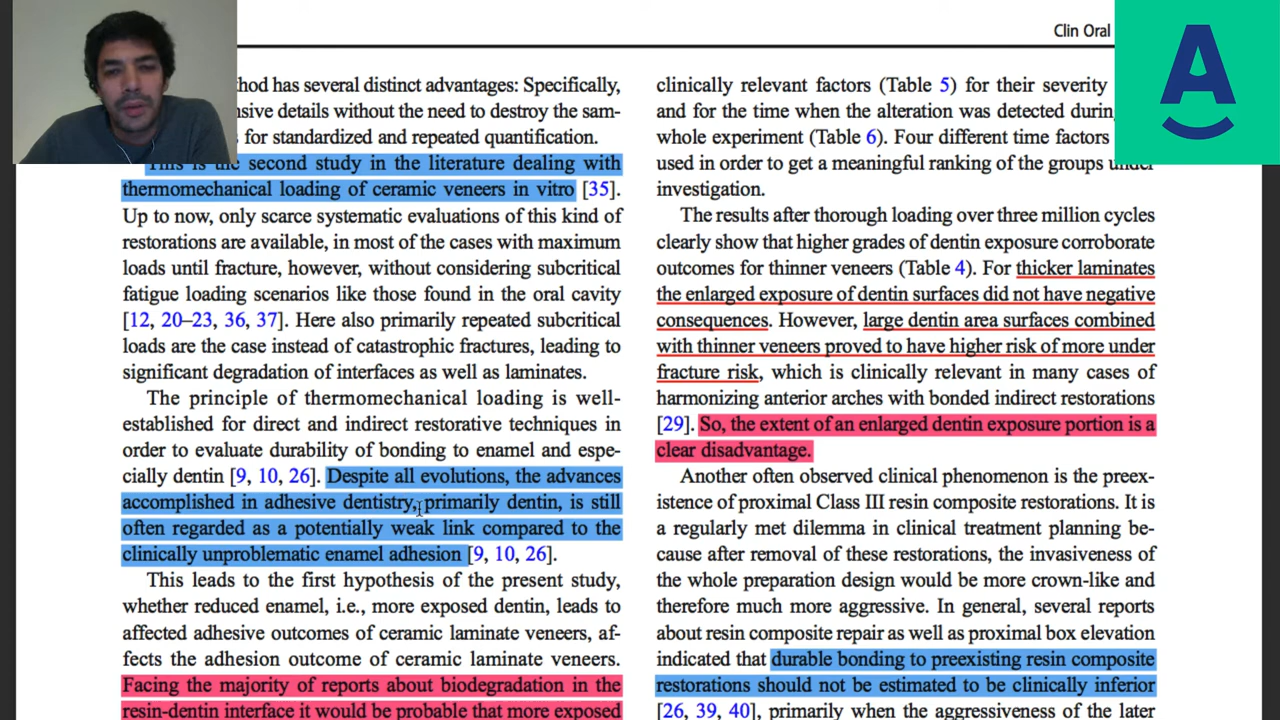 Clin Oral
A
hod has several distinct advantages: Specifically,
nsive details without the need to destroy the sam-
s for standardized and repeated quantification.
This is the second study in the literature dealing with
thermomechanical loading of ceramic veneers in vitro [35].
Up to now, only scarce systematic evaluations of this kind of
restorations are available, in most of the cases with maximum
loads until fracture, however, without considering subcritical
fatigue loading scenarios like those found in the oral cavity
[12, 20–23, 36, 37]. Here also primarily repeated subcritical
loads are the case instead of catastrophic fractures, leading to
significant degradation of interfaces as well as laminates.
The principle of thermomechanical loading is well-
established for direct and indirect restorative techniques in
order to evaluate durability of bonding to enamel and espe-
cially dentin [9, 10, 26]. Despite all evolutions, the advances
accomplished in adhesive dentistry, primarily dentin, is still
often regarded as a potentially weak link compared to the
clinically unproblematic enamel adhesion [9, 10, 26].
This leads to the first hypothesis of the present study,
whether reduced enamel, i.e., more exposed dentin, leads to
affected adhesive outcomes of ceramic laminate veneers, af-
fects the adhesion outcome of ceramic laminate veneers.
Facing the majority of reports about biodegradation in the
resin-dentin interface it would be probable that more exposed
clinically relevant factors (Table 5) for their severity
and for the time when the alteration was detected durin
whole experiment (Table 6). Four different time factors
used in order to get a meaningful ranking of the groups under
investigation.
The results after thorough loading over three million cycles
clearly show that higher grades of dentin exposure corroborate
outcomes for thinner veneers (Table 4). For thicker laminates
the enlarged exposure of dentin surfaces did not have negative
consequences. However, large dentin area surfaces combined
with thinner veneers proved to have higher risk of more under
fracture risk, which is clinically relevant in many cases of
harmonizing anterior arches with bonded indirect restorations
[29]. So, the extent of an enlarged dentin exposure portion is a
clear disadvantage.
Another often observed clinical phenomenon is the preex-
istence of proximal Class III resin composite restorations. It is
a regularly met dilemma in clinical treatment planning be-
cause after removal of these restorations, the invasiveness of
the whole preparation design would be more crown-like and
therefore much more aggressive. In general, several reports
about resin composite repair as well as proximal box elevation
indicated that durable bonding to preexisting resin composite
restorations should not be estimated to be clinically inferior
[26, 39, 40], primarily when the aggressiveness of the later